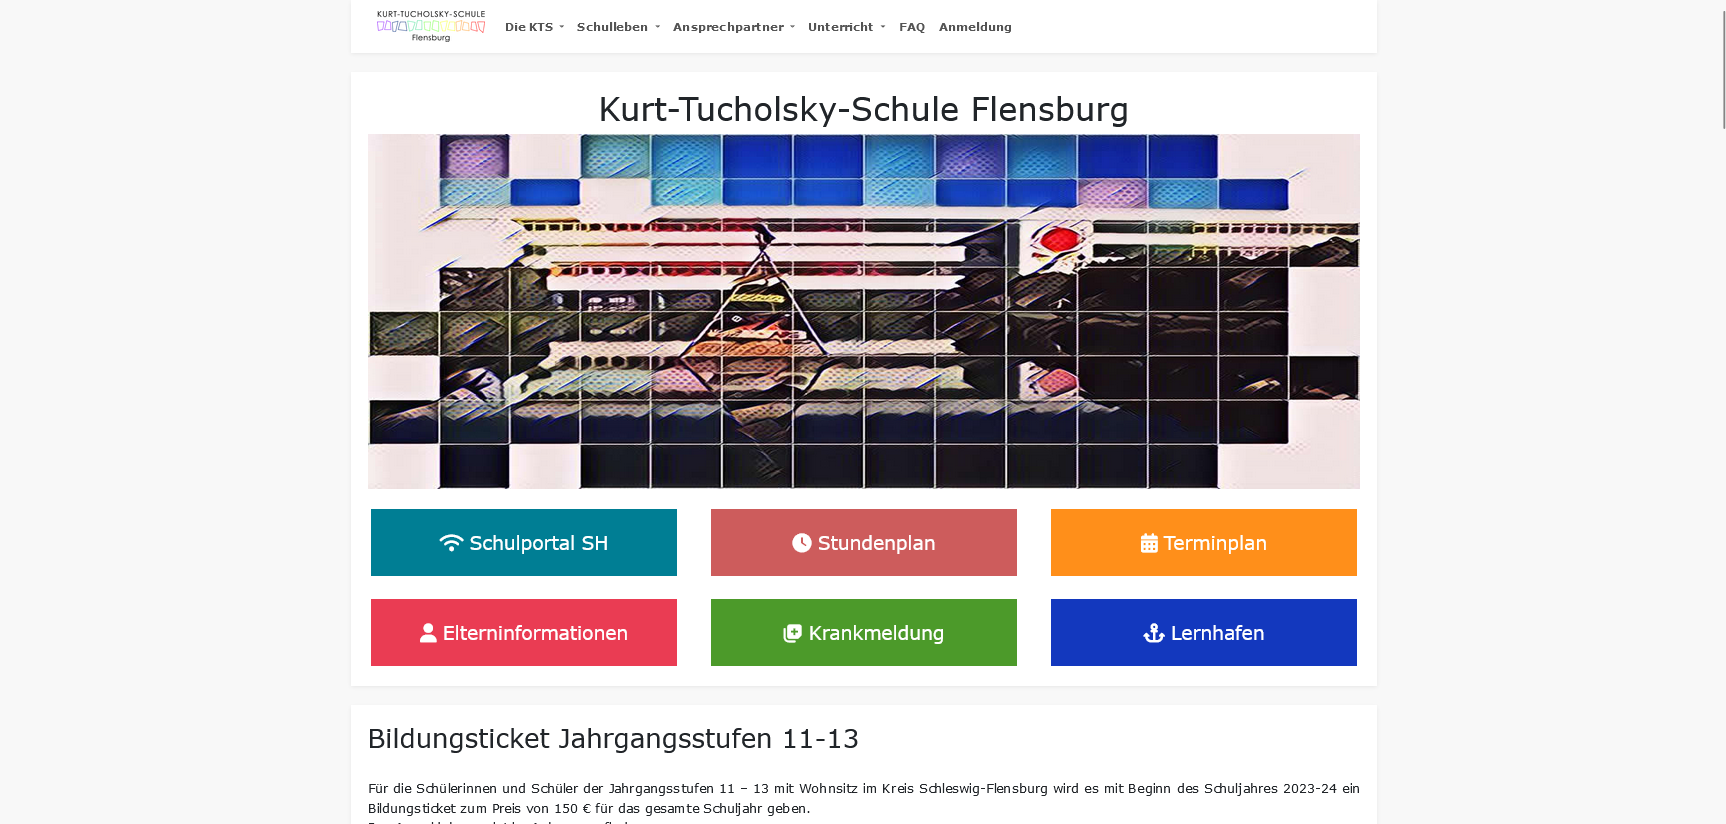 KURT-TUCHOLSKY-SCHULE
Flensburg
Die KTS
Schulleben
Ansprechpartner
Unterricht
FAQ
Anmeldung
Kurt-Tucholsky-Schule Flensburg
Schulportal SH
Stundenplan
Terminplan
Elterninformationen
Krankmeldung
Lernhafen
Bildungsticket Jahrgangsstufen 11-13
Für die Schülerinnen und Schüler der Jahrgangsstufen 11 – 13 mit Wohnsitz im Kreis Schleswig-Flensburg wird es mit Beginn des Schuljahres 2023-24 ein
Bildungsticket zum Preis von 150 € für das gesamte Schuljahr geben.